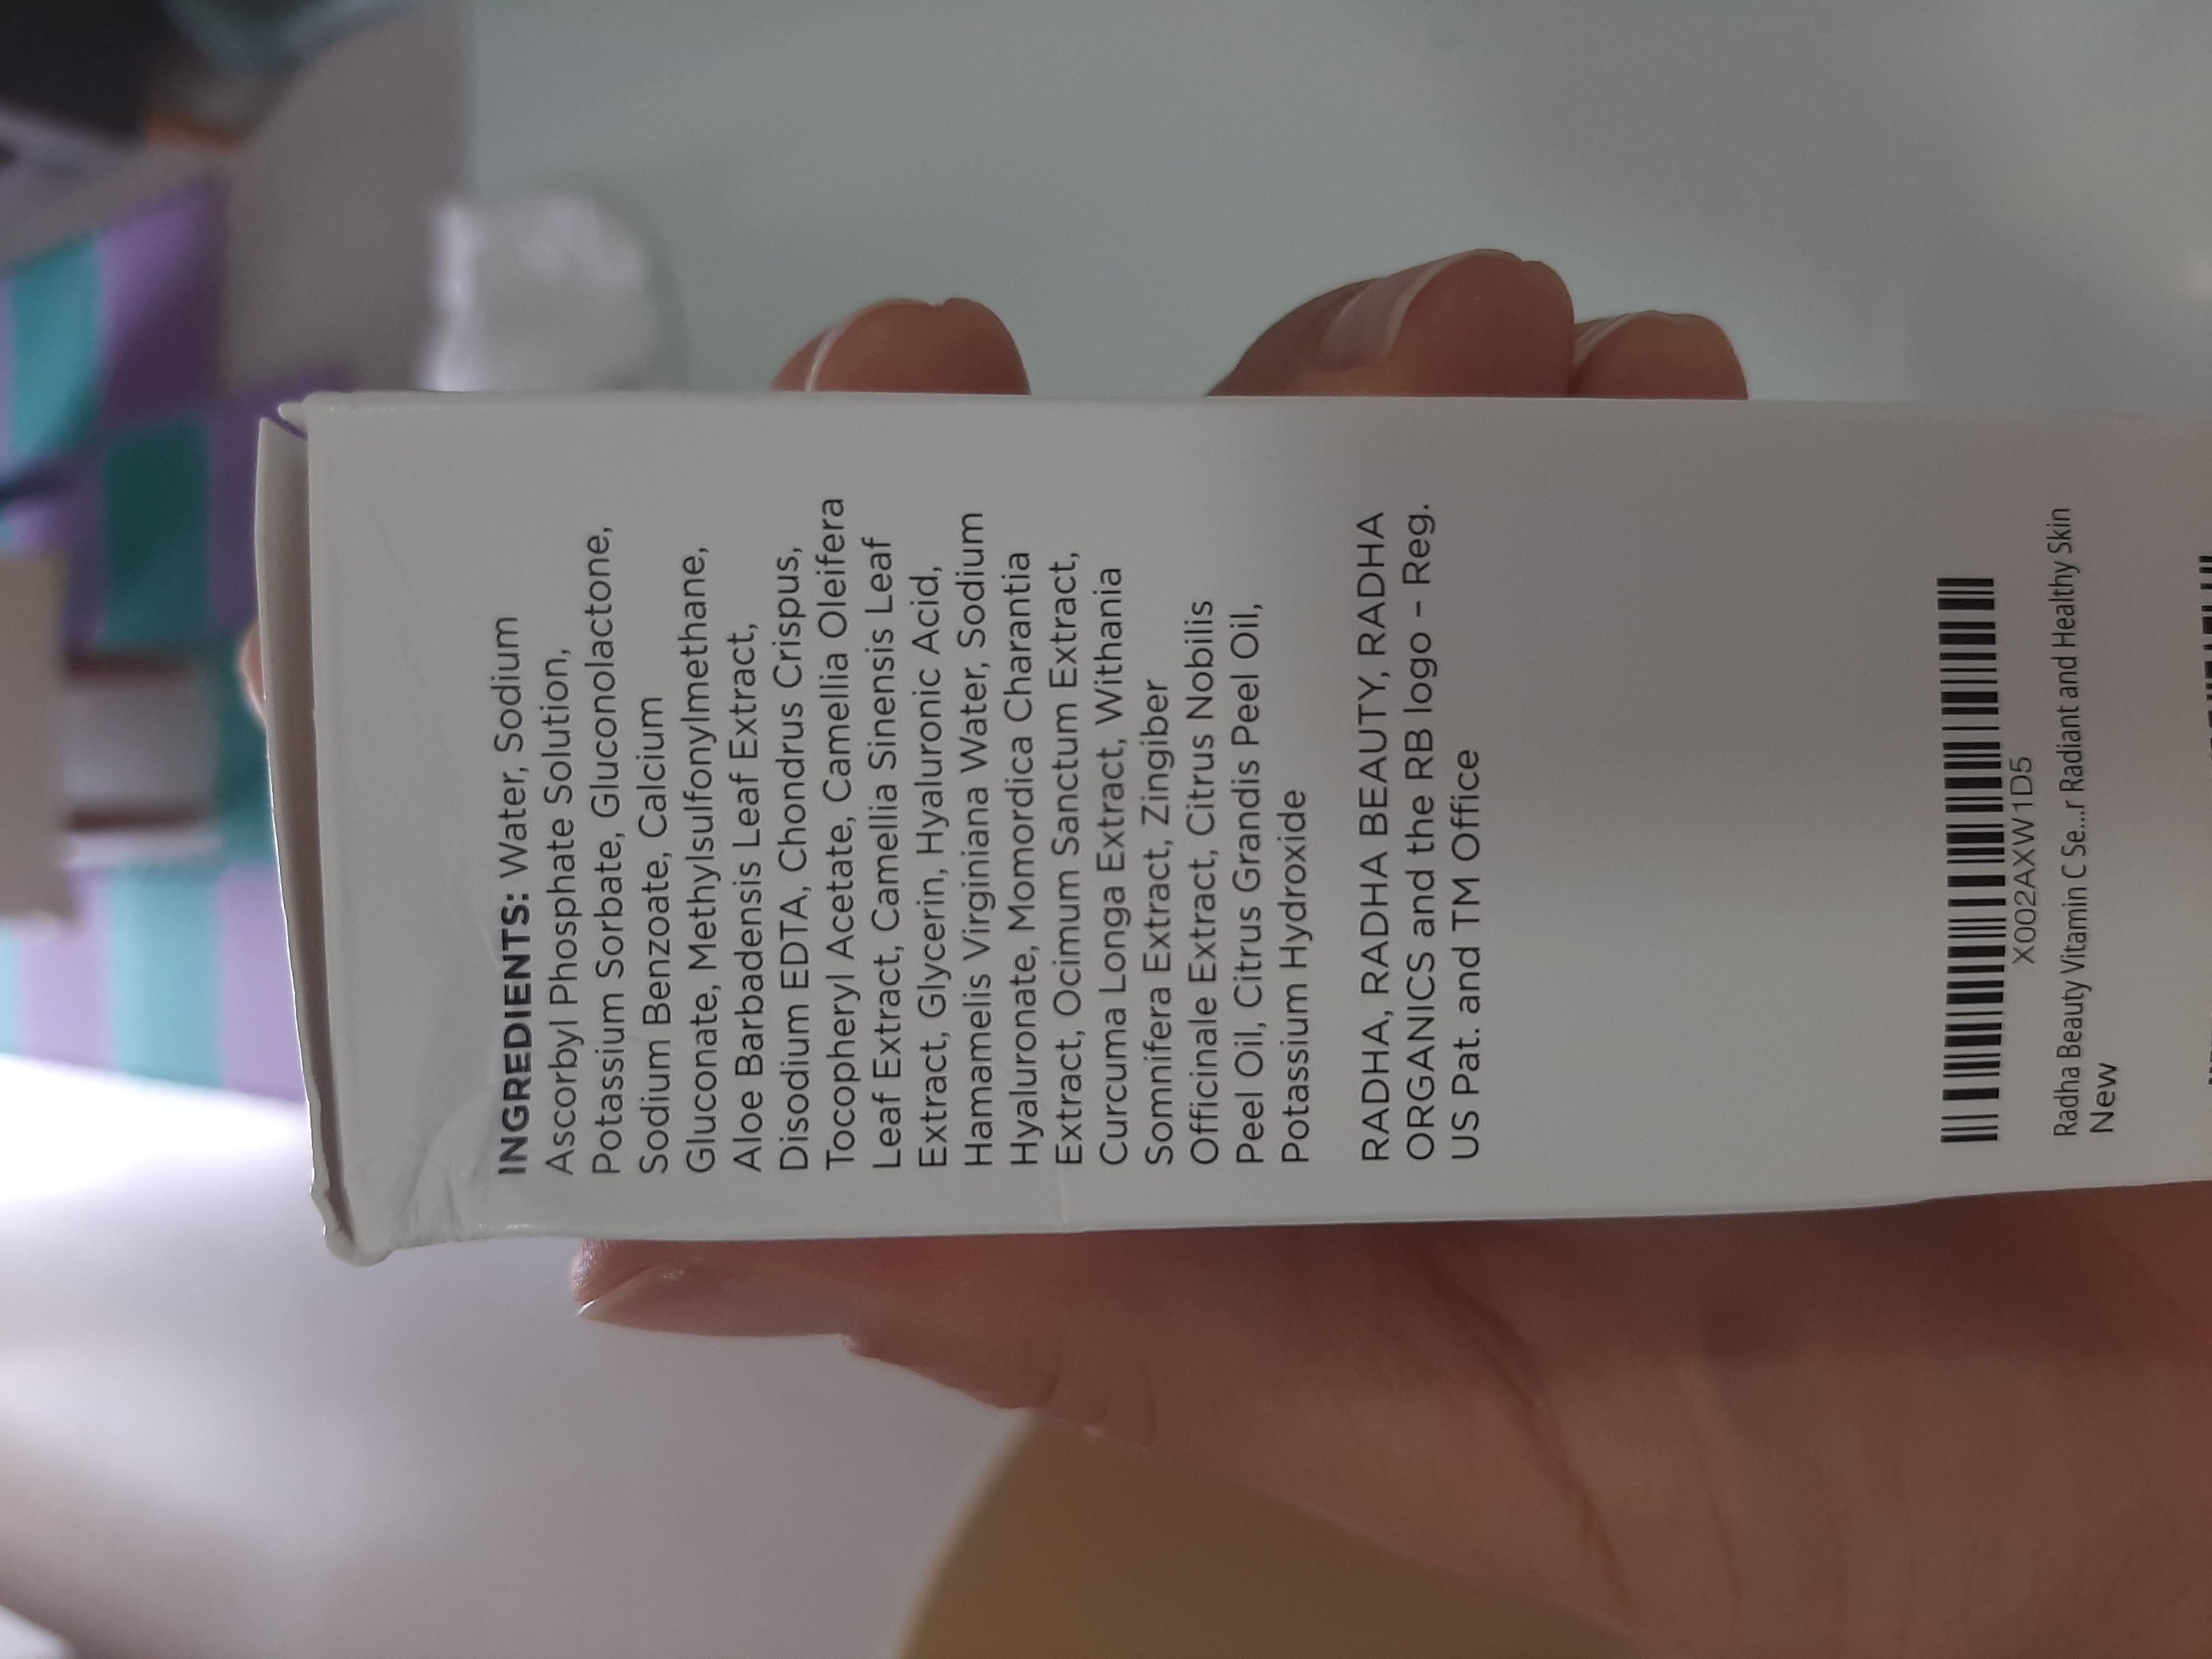 INGREDIENTS: Water, Sodium
Ascorbyl Phosphate Solution,
Potassium Sorbate, Gluconolactone,
Sodium Benzoate, Calcium
Gluconate, Methylsulfonylmethane,
Aloe Barbadensis Leaf Extract,
Disodium EDTA, Chondrus Crispus,
Tocopheryl Acetate, Camellia Oleifera
Leaf Extract, Camellia Sinensis Leaf
Extract, Glycerin, Hyaluronic Acid,
Hamamelis Virginiana Water, Sodium
Hyaluronate, Momordica Charantia
Extract, Ocimum Sanctum Extract,
Curcuma Longa Extract, Withania
Somnifera Extract, Zingiber
Officinale Extract, Citrus Nobilis
Peel Oil, Citrus Grandis Peel Oil,
Potassium Hydroxide
RADHA, RADHA BEAUTY, RADHA
ORGANICS and the RB logo – Reg.
US Pat. and TM Office
X002AXW1D5
Radha Beauty Vitamin C Se...r Radiant and Healthy Skin
New